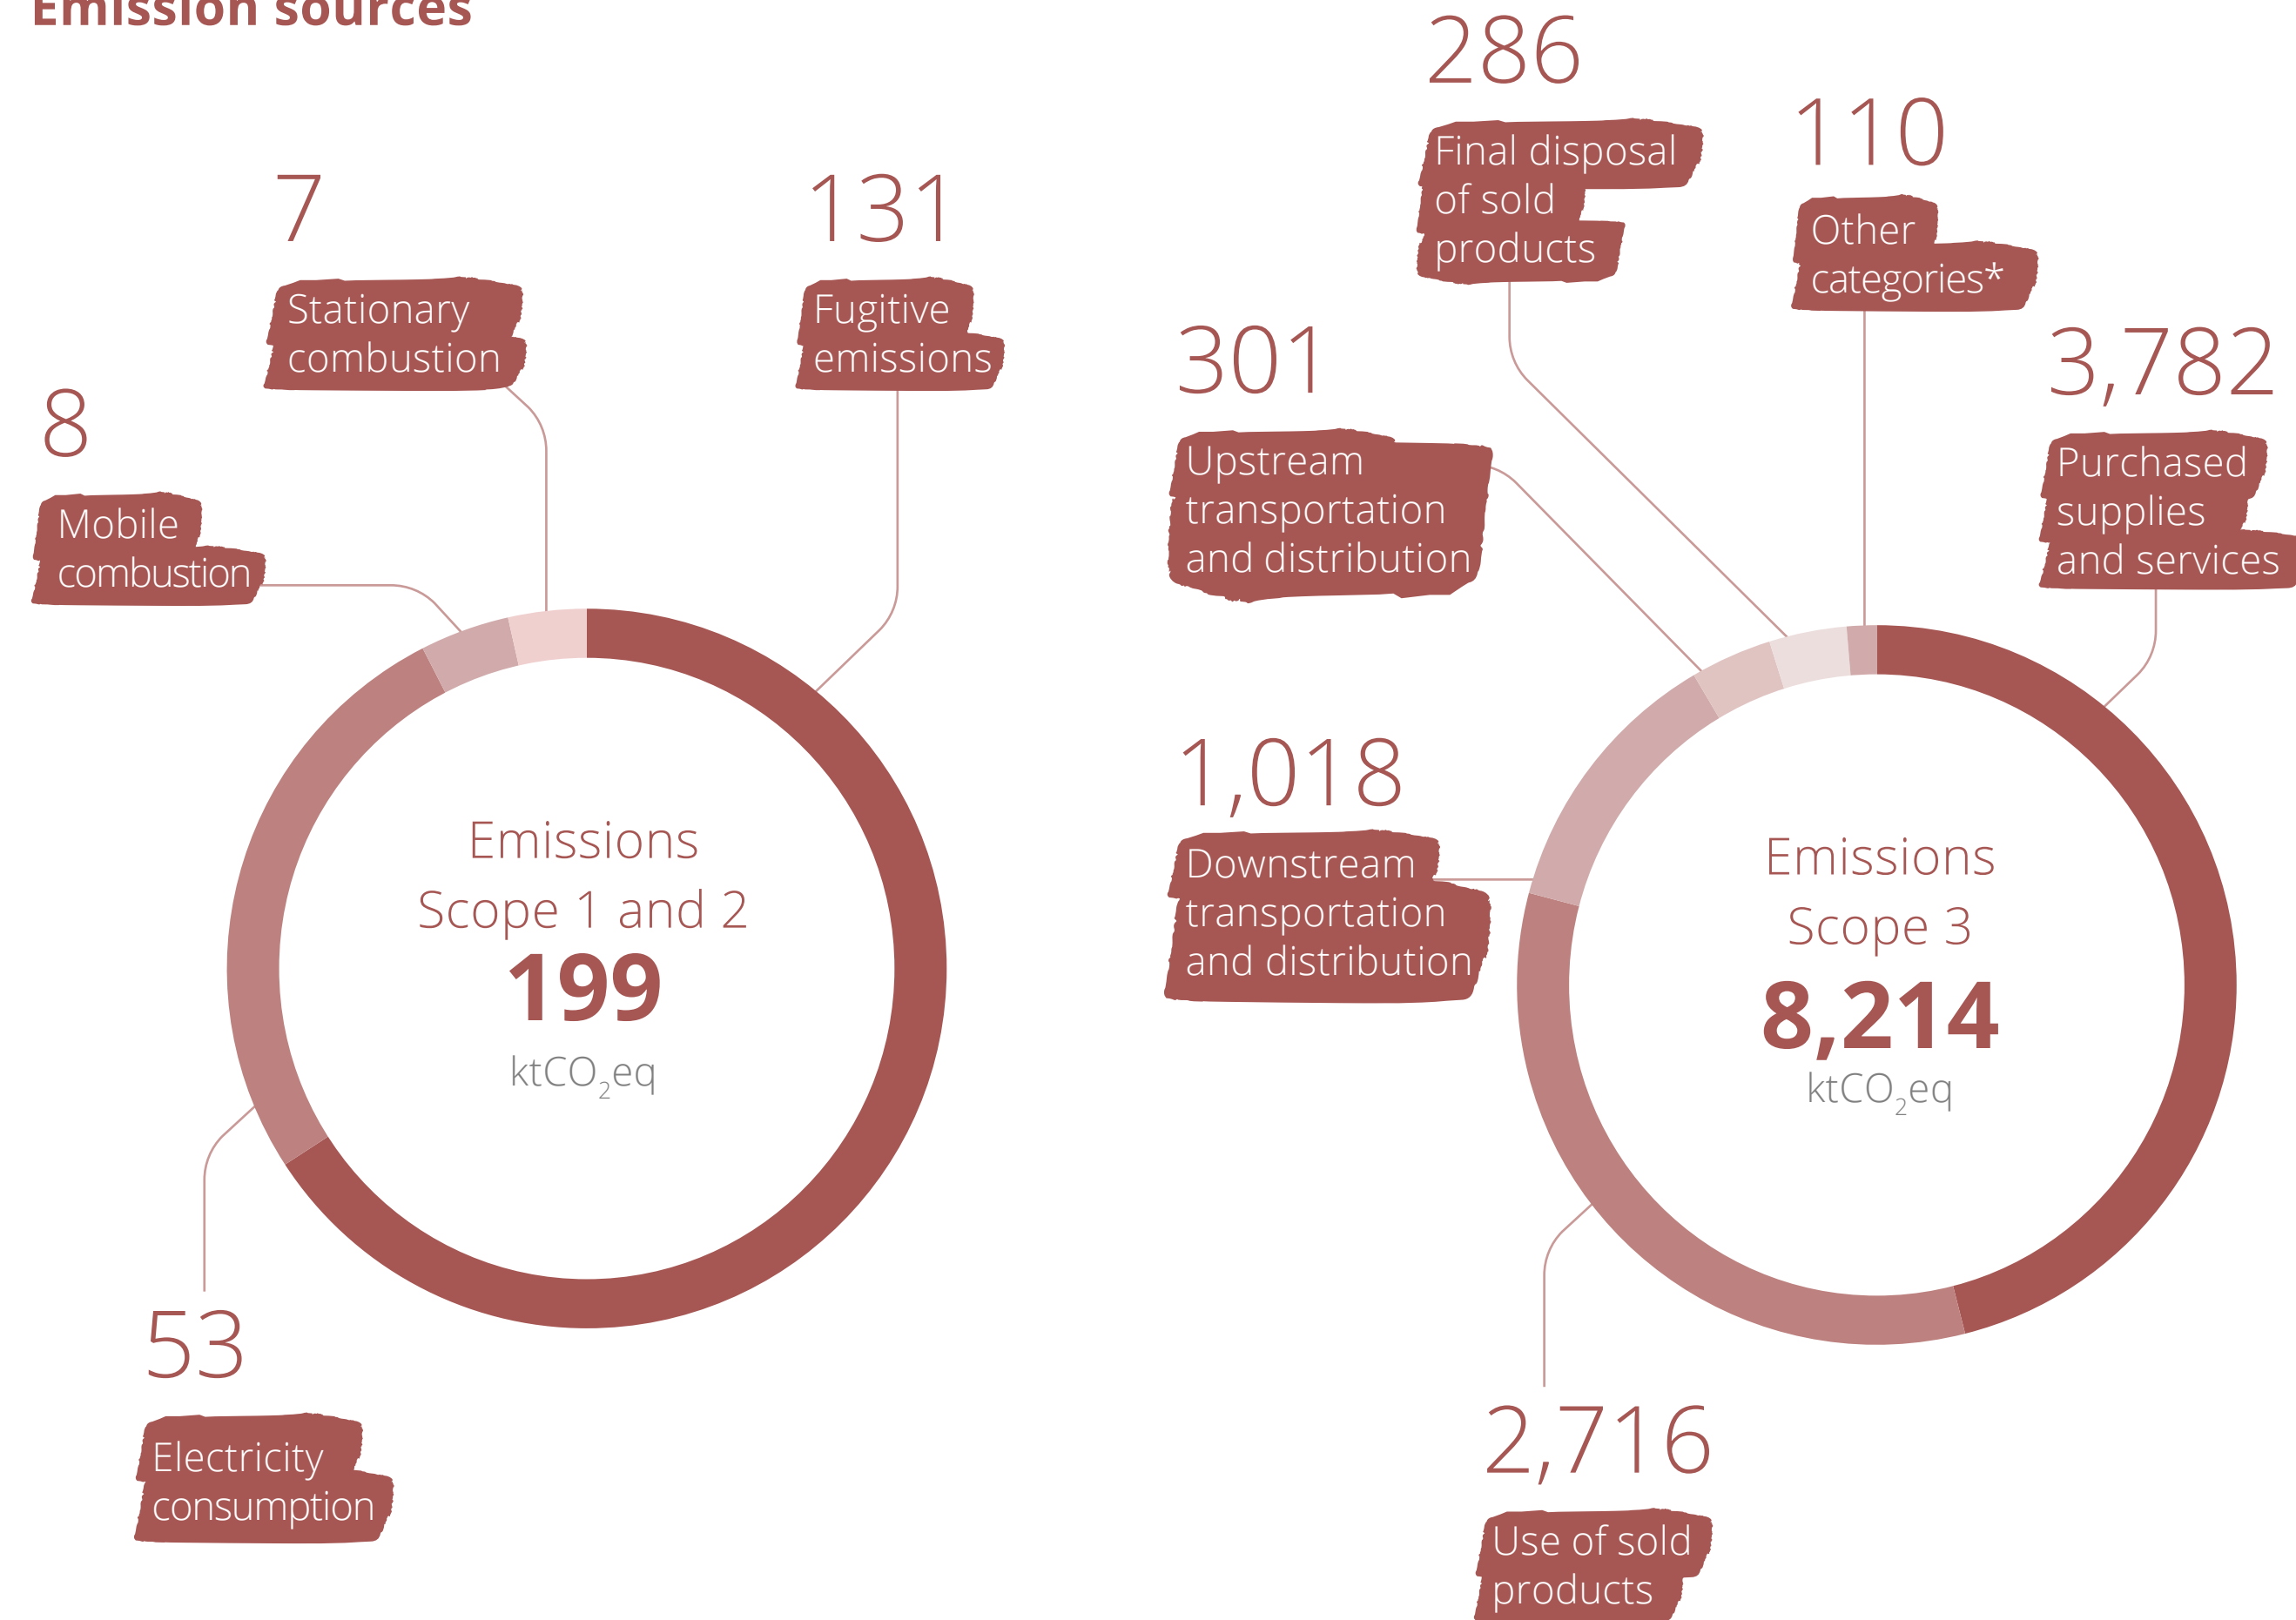 Emission sources
7
Stationary
combustion
131
Fugitive
emissions
8
Mobile
combustion
Emissions
Scope 1 and 2
199
ktCO₂eq
53
Electricity
consumption
286
Final disposal
of sold
products
110
Other
categories*
301
Upstream
transportation
and distribution
3,782
Purchased
supplies
and services
1,018
Downstream
transportation
and distribution
Emissions
Scope 3
8,214
ktCO₂eq
2,716
Use of sold
products